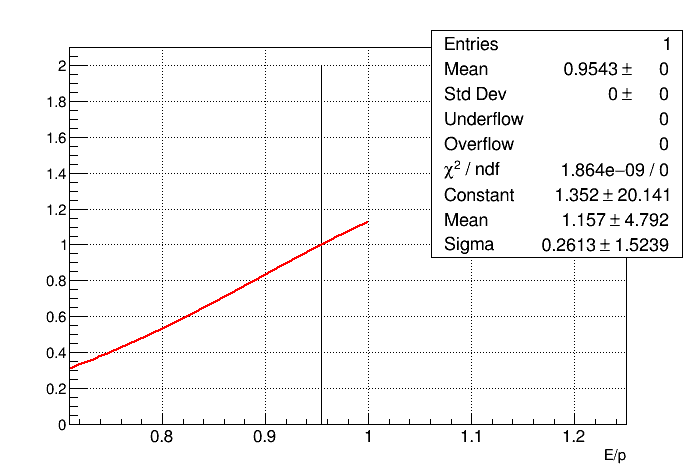 Entries 1
Mean 0.9543 ± 0
Std Dev 0 ± 0
Underflow 0
Overflow 0
χ² / ndf 1.864e−09 / 0
Constant 1.352 ± 20.141
Mean 1.157 ± 4.792
Sigma 0.2613 ± 1.5239
2
1.8
1.6
1.4
1.2
1
0.8
0.6
0.4
0.2
0
0.8 0.9 1 1.1 1.2
E/p